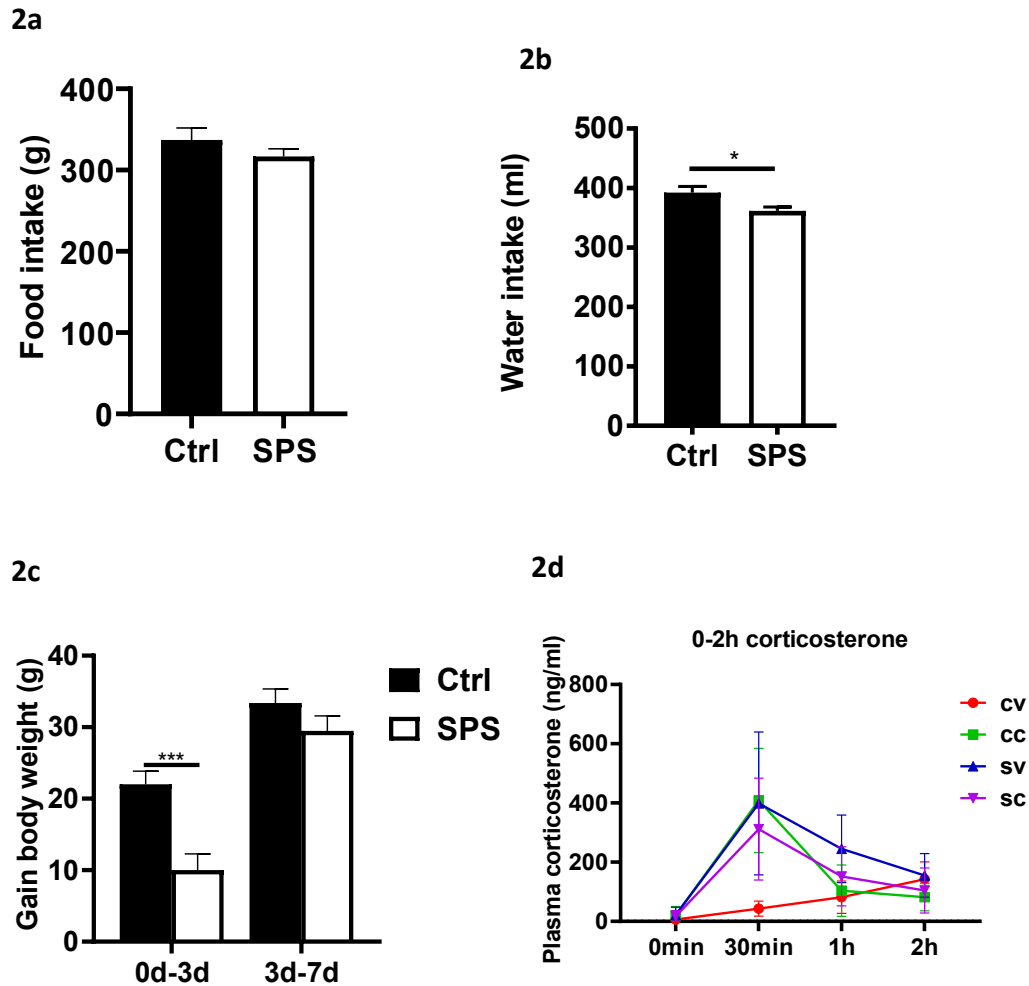 2a
400
300
200
100
0
Food intake (g)
Ctrl SPS
2b
500
400
300
200
100
0
Water intake (ml)
*
Ctrl SPS
2c
40
30
20
10
0
Gain body weight (g)
***
0d-3d 3d-7d
Ctrl
SPS
2d
0-2h corticosterone
800
600
400
200
0
Plasma corticosterone (ng/ml)
0min 30min 1h 2h
cv
cc
sv
sc